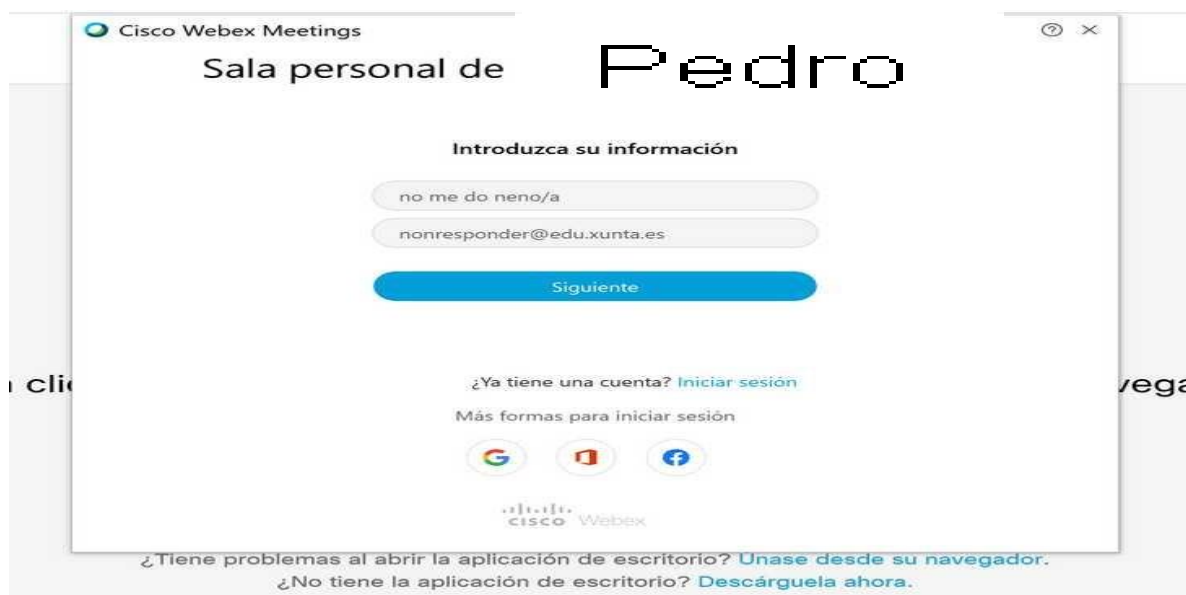 Cisco Webex Meetings
Sala personal de Pedro
Introduzca su información
no me do neno/a
nonresponder@edu.xunta.es
Siguiente
¿Ya tiene una cuenta? Iniciar sesión
Más formas para iniciar sesión
cisco Webex
¿Tiene problemas al abrir la aplicación de escritorio? Únase desde su navegador.
¿No tiene la aplicación de escritorio? Descárguela ahora.